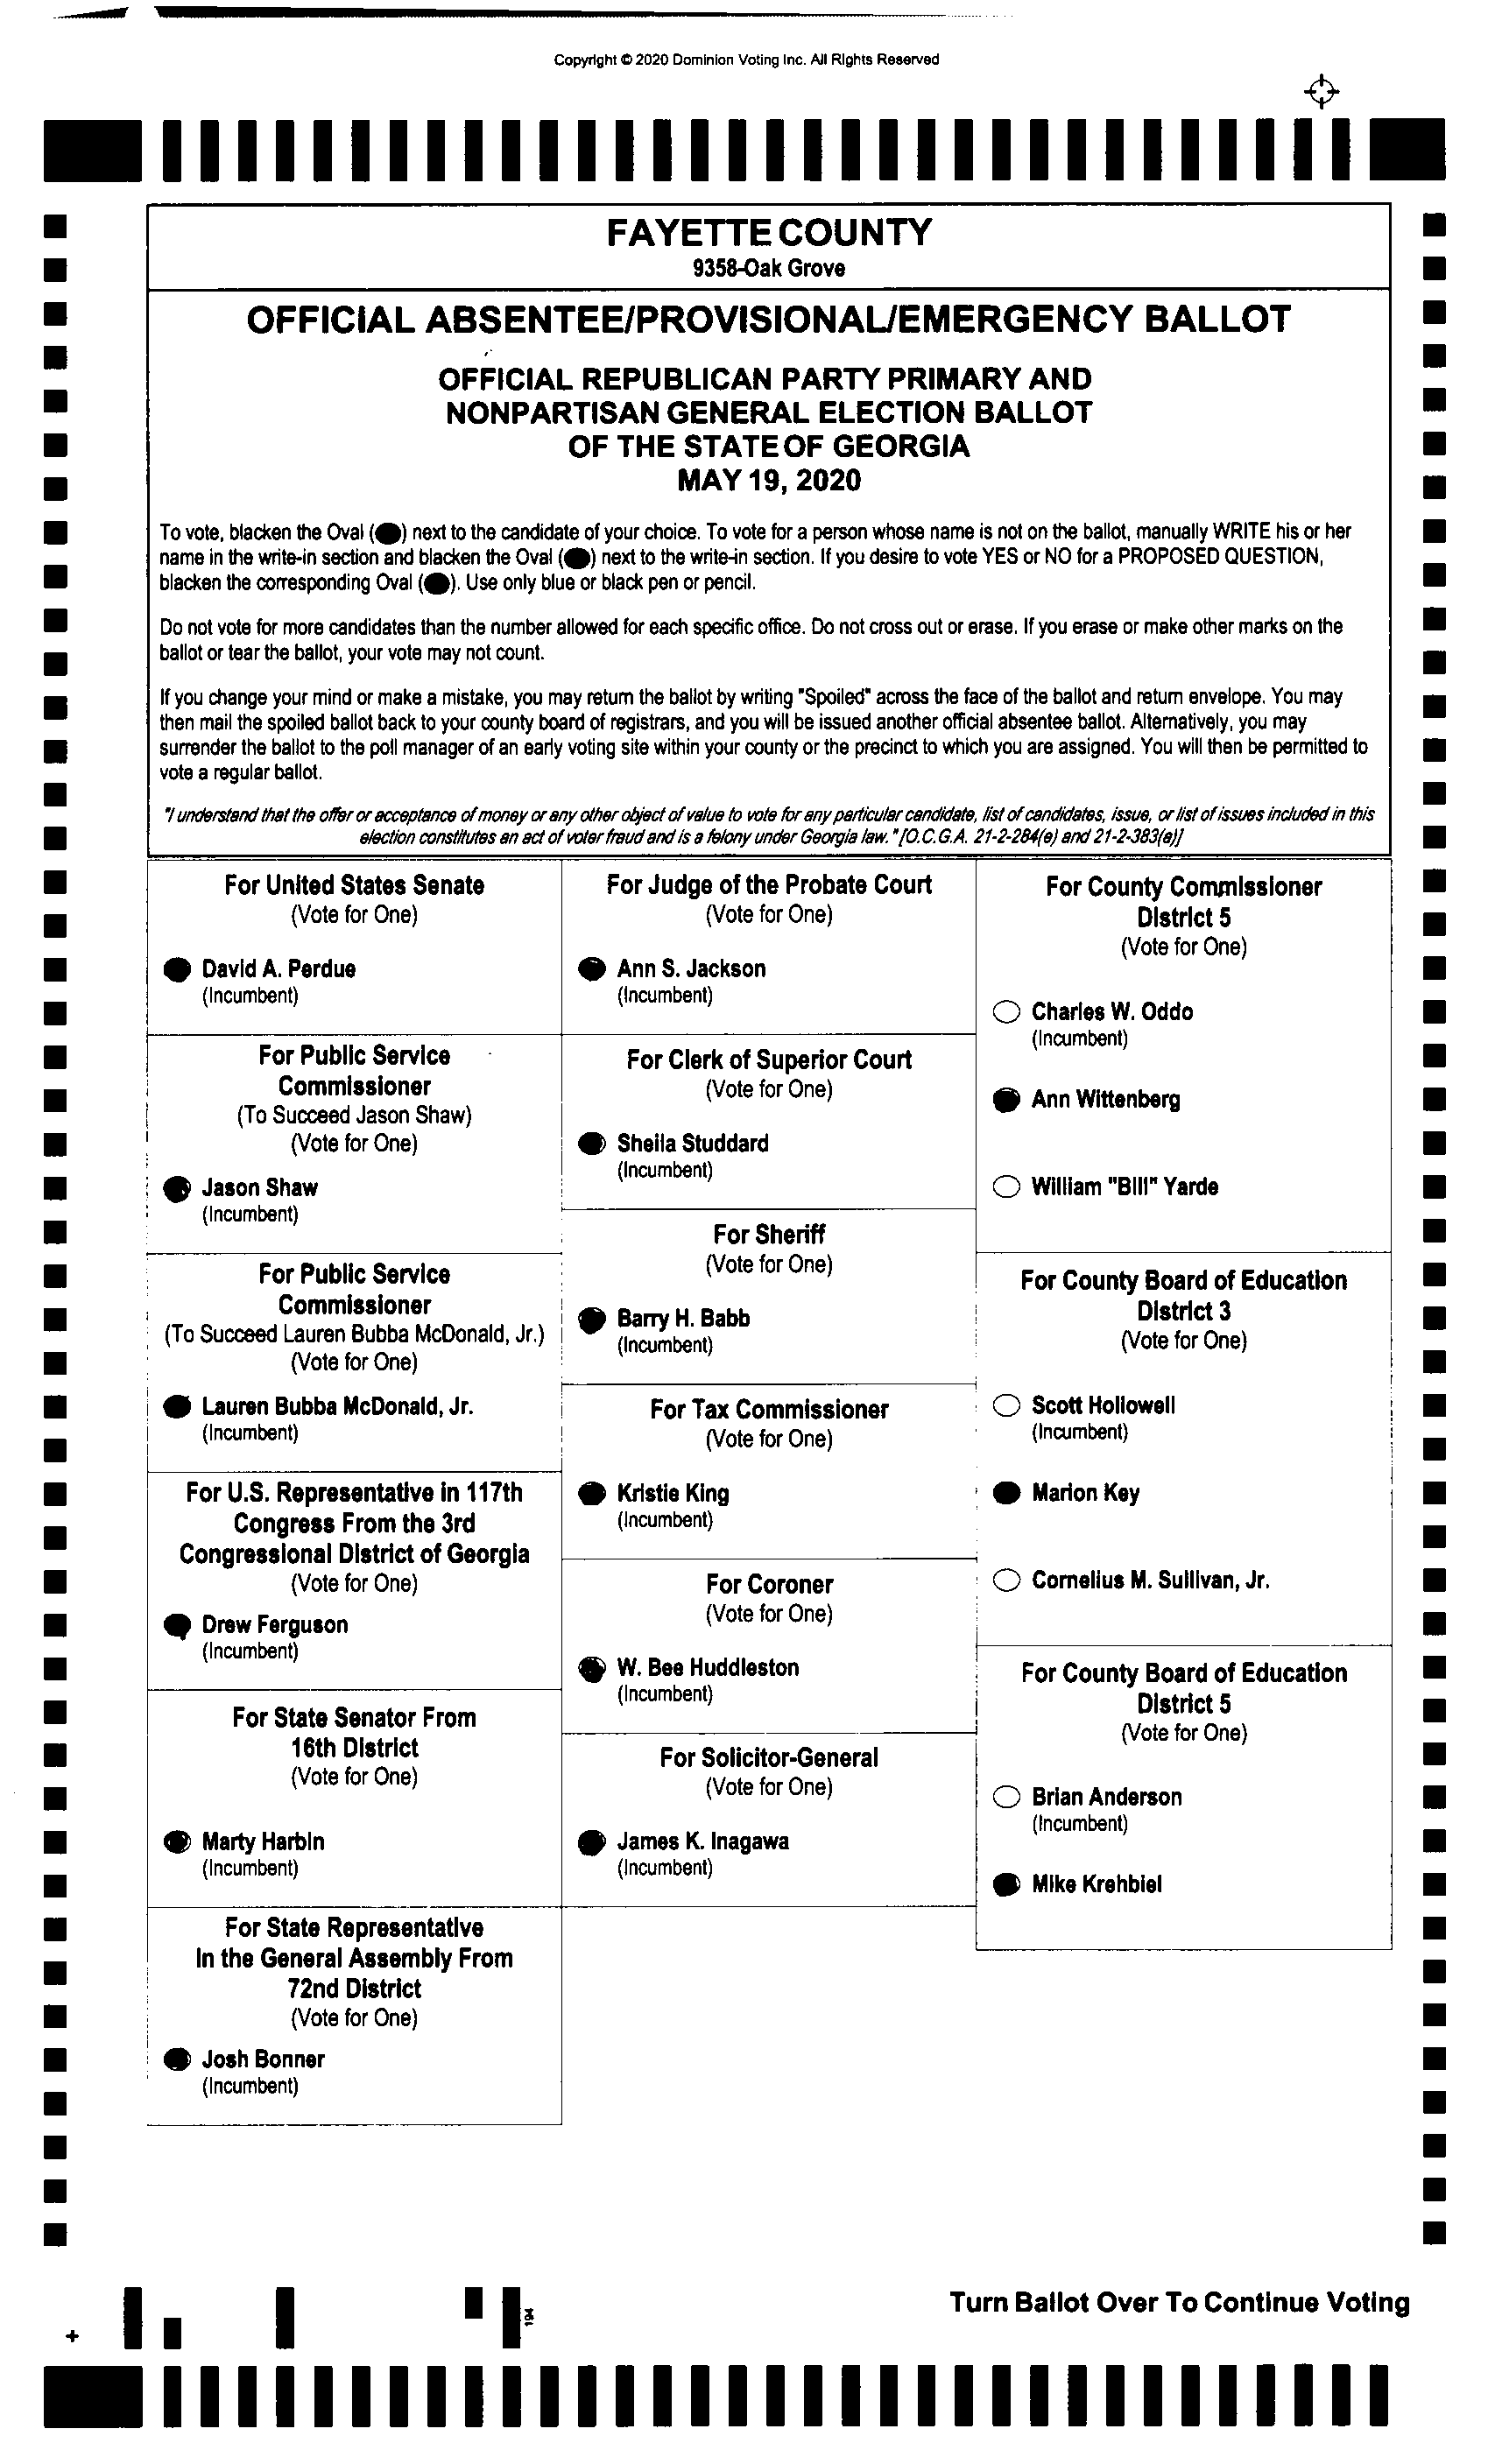 Copyright © 2020 Dominion Voting Inc. All Rights Reserved
FAYETTE COUNTY
9358-Oak Grove
OFFICIAL ABSENTEE/PROVISIONAL/EMERGENCY BALLOT
OFFICIAL REPUBLICAN PARTY PRIMARY AND
NONPARTISAN GENERAL ELECTION BALLOT
OF THE STATE OF GEORGIA
MAY 19, 2020
To vote, blacken the Oval ( ) next to the candidate of your choice. To vote for a person whose name is not on the ballot, manually WRITE his or her
name in the write-in section and blacken the Oval ( ) next to the write-in section. If you desire to vote YES or NO for a PROPOSED QUESTION,
blacken the corresponding Oval ( ). Use only blue or black pen or pencil.
Do not vote for more candidates than the number allowed for each specific office. Do not cross out or erase. If you erase or make other marks on the
ballot or tear the ballot, your vote may not count.
If you change your mind or make a mistake, you may return the ballot by writing "Spoiled" across the face of the ballot and return envelope. You may
then mail the spoiled ballot back to your county board of registrars, and you will be issued another official absentee ballot. Alternatively, you may
surrender the ballot to the poll manager of an early voting site within your county or the precinct to which you are assigned. You will then be permitted to
vote a regular ballot.
"I understand that the offer or acceptance of money or any other object of value to vote for any particular candidate, list of candidates, issue, or list of issues included in this
election constitutes an act of voter fraud and is a felony under Georgia law." [O.C.G.A. 21-2-284(e) and 21-2-383(a)]
For United States Senate
(Vote for One)
David A. Perdue
(Incumbent)
For Public Service
Commissioner
(To Succeed Jason Shaw)
(Vote for One)
Jason Shaw
(Incumbent)
For Public Service
Commissioner
(To Succeed Lauren Bubba McDonald, Jr.)
(Vote for One)
Lauren Bubba McDonald, Jr.
(Incumbent)
For U.S. Representative in 117th
Congress From the 3rd
Congressional District of Georgia
(Vote for One)
Drew Ferguson
(Incumbent)
For State Senator From
16th District
(Vote for One)
Marty Harbin
(Incumbent)
For State Representative
In the General Assembly From
72nd District
(Vote for One)
Josh Bonner
(Incumbent)
For Judge of the Probate Court
(Vote for One)
Ann S. Jackson
(Incumbent)
For Clerk of Superior Court
(Vote for One)
Sheila Studdard
(Incumbent)
For Sheriff
(Vote for One)
Barry H. Babb
(Incumbent)
For Tax Commissioner
(Vote for One)
Kristie King
(Incumbent)
For Coroner
(Vote for One)
W. Bee Huddleston
(Incumbent)
For Solicitor-General
(Vote for One)
James K. Inagawa
(Incumbent)
For County Commissioner
District 5
(Vote for One)
Charles W. Oddo
(Incumbent)
Ann Wittenberg
William "Bill" Yarde
For County Board of Education
District 3
(Vote for One)
Scott Hollowell
(Incumbent)
Marion Key
Cornelius M. Sullivan, Jr.
For County Board of Education
District 5
(Vote for One)
Brian Anderson
(Incumbent)
Mike Krehbiel
Turn Ballot Over To Continue Voting
194